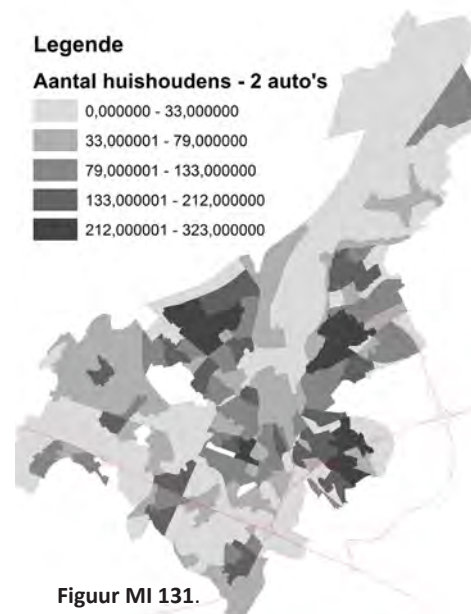 Legende
Aantal huishoudens - 2 auto's
0,000000 - 33,000000
33,000001 - 79,000000
79,000001 - 133,000000
133,000001 - 212,000000
212,000001 - 323,000000
Figuur MI 131.